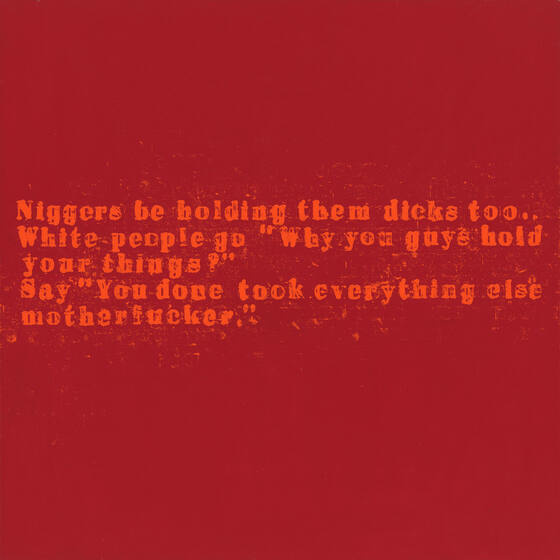 Niggers be holding them dicks too..
White people go "Why you guys hold
your things?"
Say "You done took everything else
motherfucker."